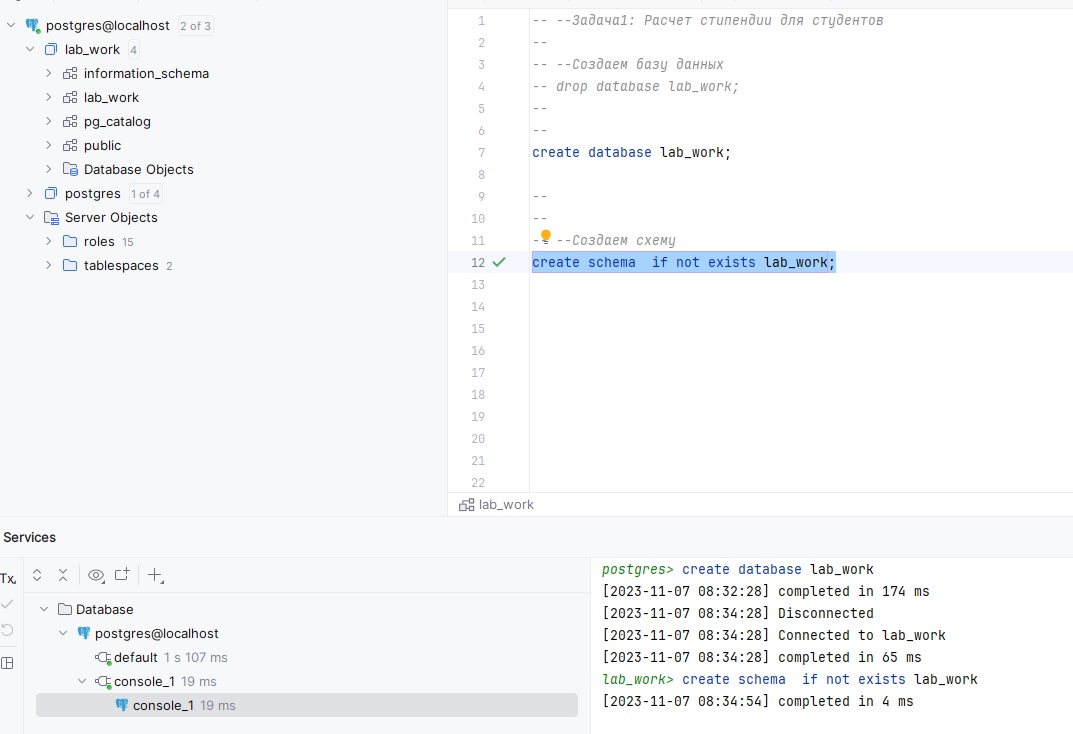 postgres@localhost 2 of 3
lab_work 4
information_schema
lab_work
pg_catalog
public
Database Objects
postgres 1 of 4
Server Objects
roles 15
tablespaces 2
1 -- --Задача1: Расчет стипендии для студентов
2 --
3 -- --Создаем базу данных
4 -- drop database lab_work;
5 --
6 --
7 create database lab_work;
8
9 --
10 --
11 -- --Создаем схему
12 create schema  if not exists lab_work;
13
14
15
16
17
18
19
20
21
22
lab_work
Services
Tx
Database
postgres@localhost
default 1 s 107 ms
console_1 19 ms
console_1 19 ms
postgres> create database lab_work
[2023-11-07 08:32:28] completed in 174 ms
[2023-11-07 08:34:28] Disconnected
[2023-11-07 08:34:28] Connected to lab_work
[2023-11-07 08:34:28] completed in 65 ms
lab_work> create schema  if not exists lab_work
[2023-11-07 08:34:54] completed in 4 ms